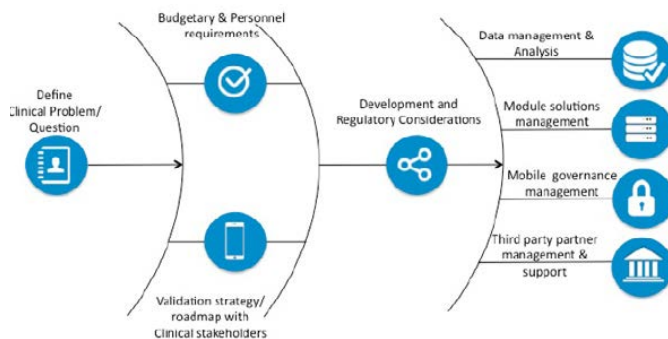 Budgetary & Personnel
requirements
Define
Clinical Problem/
Question
Validation strategy/
roadmap with
Clinical stakeholders
Development and
Regulatory Considerations
Data management &
Analysis
Module solutions
management
Mobile governance
management
Third party partner
management &
support